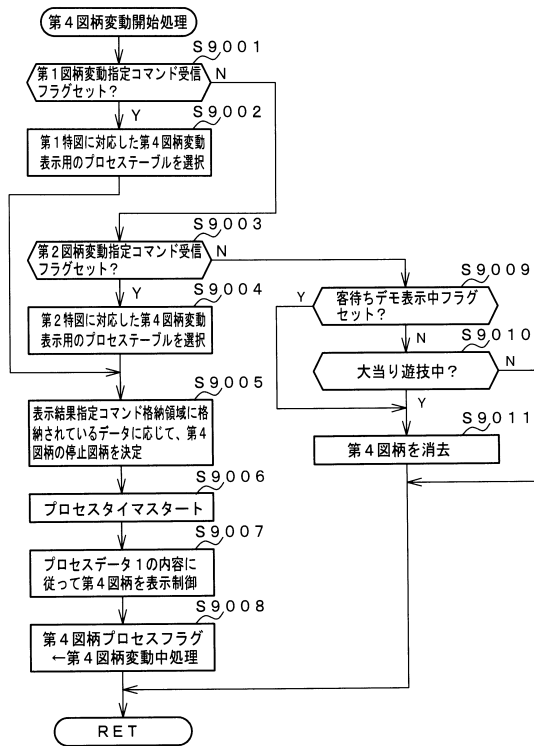 第4図柄変動開始処理
S9001
第1図柄変動指定コマンド受信
フラグセット？
N
Y
S9002
第1特図に対応した第4図柄変動
表示用のプロセステーブルを選択
S9003
第2図柄変動指定コマンド受信
フラグセット？
N
Y
S9004
第2特図に対応した第4図柄変動
表示用のプロセステーブルを選択
S9005
表示結果指定コマンド格納領域に格
納されているデータに応じて、第4
図柄の停止図柄を決定
S9006
プロセスタイマスタート
S9007
プロセスデータ1の内容に
従って第4図柄を表示制御
S9008
第4図柄プロセスフラグ
←第4図柄変動中処理
RET
S9009
客待ちデモ表示中フラグ
セット？
Y
N
S9010
大当り遊技中？
N
Y
S9011
第4図柄を消去